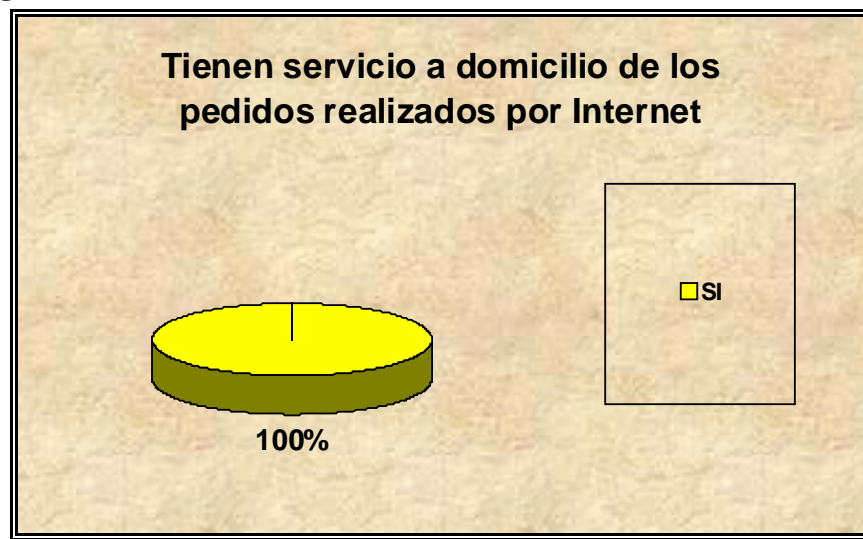 Tienen servicio a domicilio de los
pedidos realizados por Internet
SI
100%